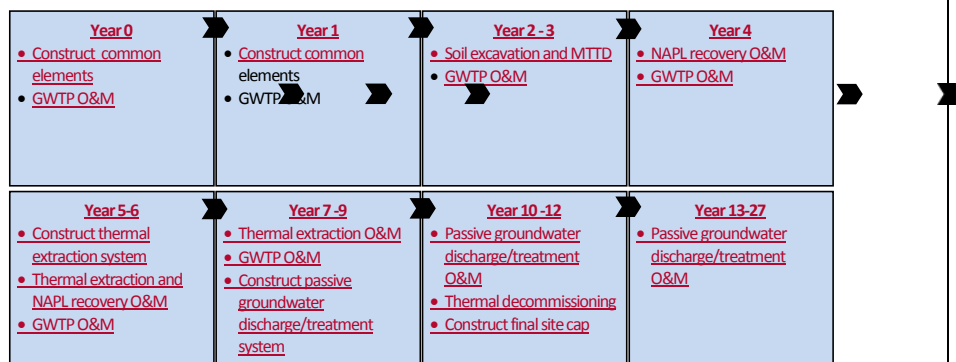 Year 0
• Construct common
elements
• GWTP O&M
Year 1
• Construct common
elements
• GWTP O&M
Year 2 - 3
• Soil excavation and MTTD
• GWTP O&M
Year 4
• NAPL recovery O&M
• GWTP O&M
Year 5-6
• Construct thermal
extraction system
• Thermal extraction and
NAPL recovery O&M
• GWTP O&M
Year 7 -9
• Thermal extraction O&M
• GWTP O&M
• Construct passive
groundwater
discharge/treatment
system
Year 10 -12
• Passive groundwater
discharge/treatment
O&M
• Thermal decommissioning
• Construct final site cap
Year 13-27
• Passive groundwater
discharge/treatment
O&M